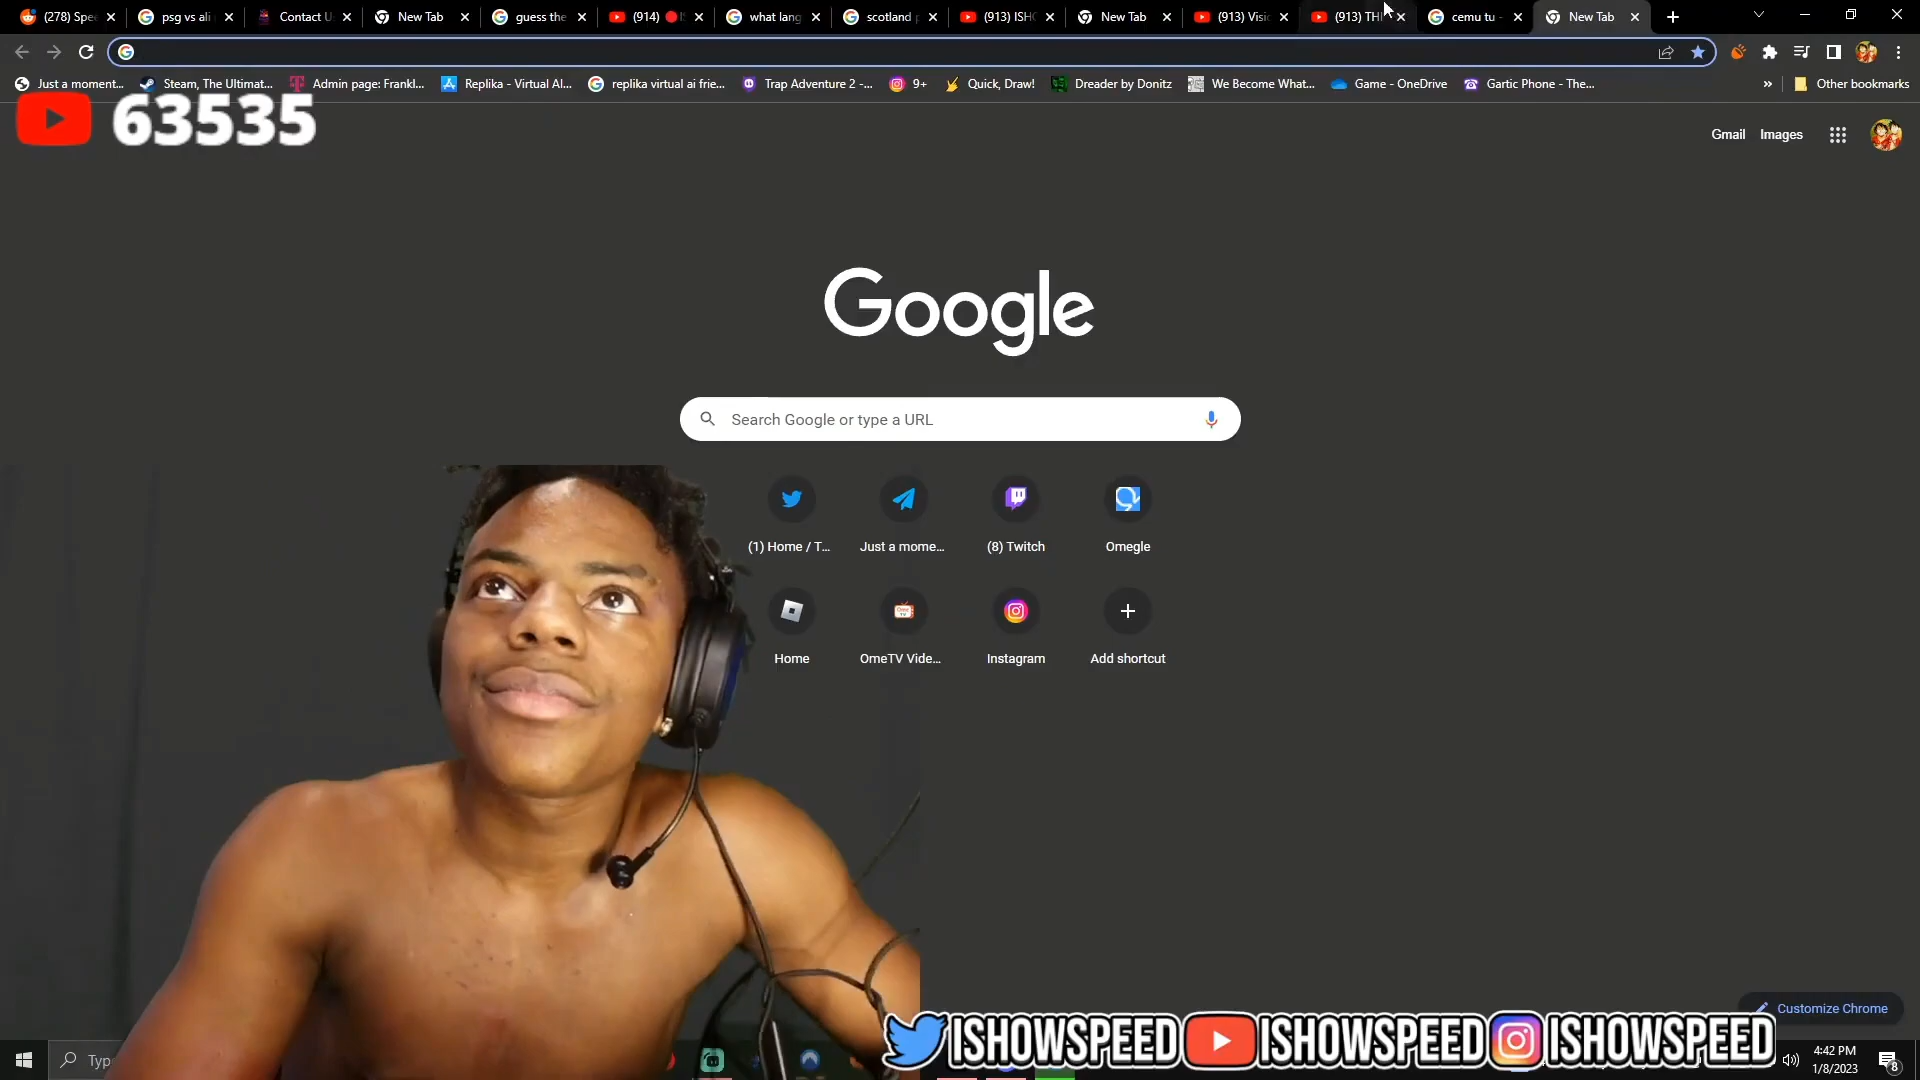 (278) Spe
psg vs ali
Contact U
New Tab
guess the
(914)
what lang
scotland
(913) ISH
New Tab
(913) Visi
(913) TH
cemu tu -
New Tab
Just a moment...
Steam, The Ultimat...
Admin page: Frankl...
Replika - Virtual AI...
replika virtual ai frie...
Trap Adventure 2 -...
9+
Quick, Draw!
Dreader by Donitz
We Become What...
Game - OneDrive
Gartic Phone - The...
»
Other bookmarks
63535
Gmail
Images
Google
Search Google or type a URL
(1) Home / T...
Just a mome...
(8) Twitch
Omegle
Home
OmeTV Vide...
Instagram
Add shortcut
Customize Chrome
ISHOWSPEED
ISHOWSPEED
ISHOWSPEED
Typ
4:42 PM
1/8/2023
8